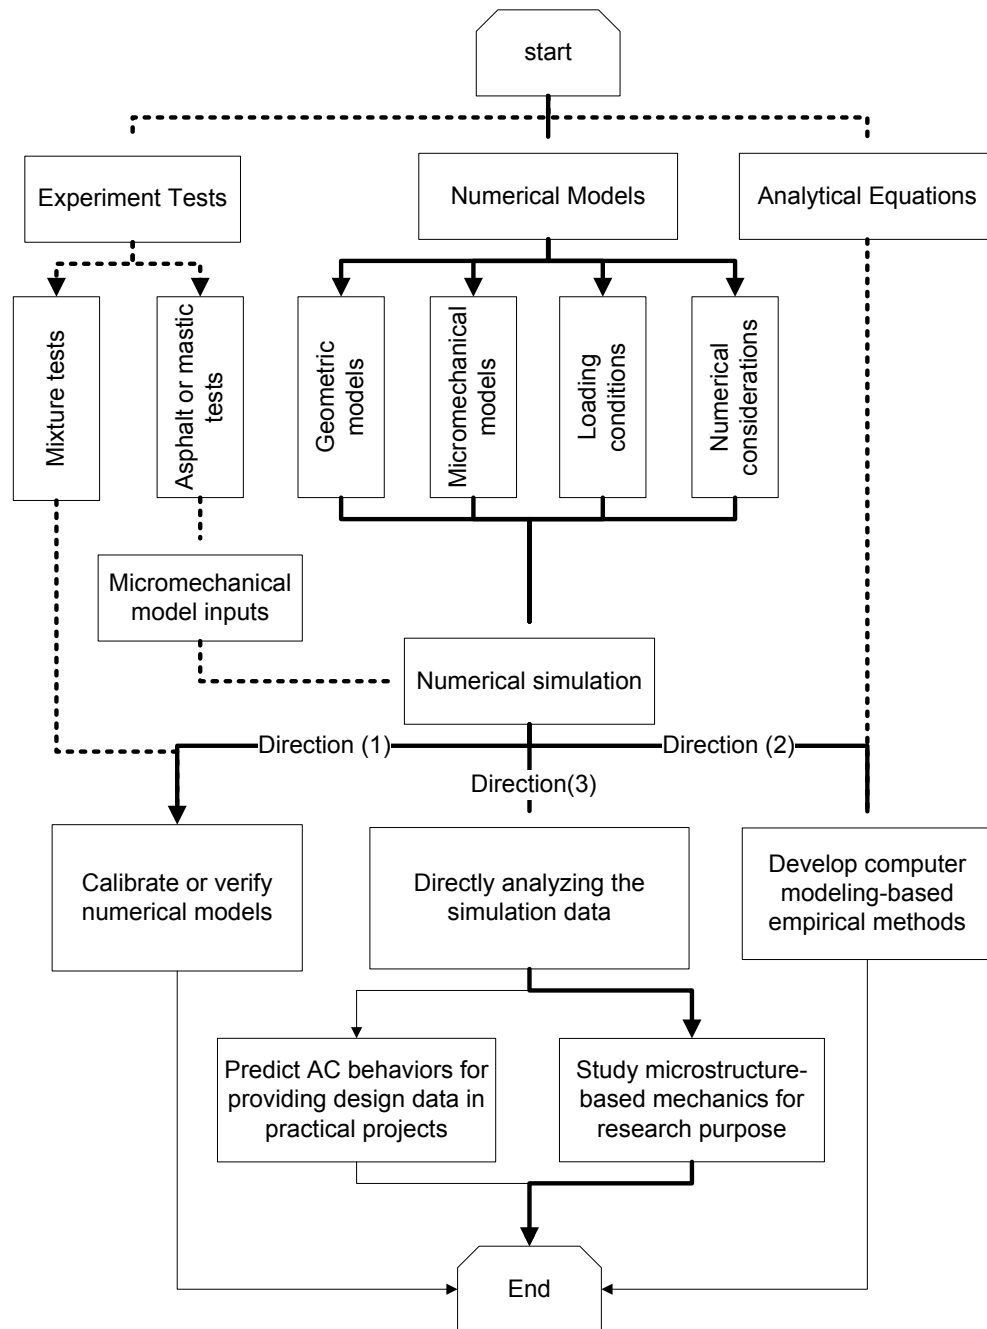 start
Experiment Tests
Numerical Models
Analytical Equations
Mixture tests
Asphalt or mastic
tests
Geometric
models
Micromechanical
models
Loading
conditions
Numerical
considerations
Micromechanical
model inputs
Numerical simulation
Direction (1)
Direction (2)
Direction(3)
Calibrate or verify
numerical models
Directly analyzing the
simulation data
Develop computer
modeling-based
empirical methods
Predict AC behaviors for
providing design data in
practical projects
Study microstructure-
based mechanics for
research purpose
End